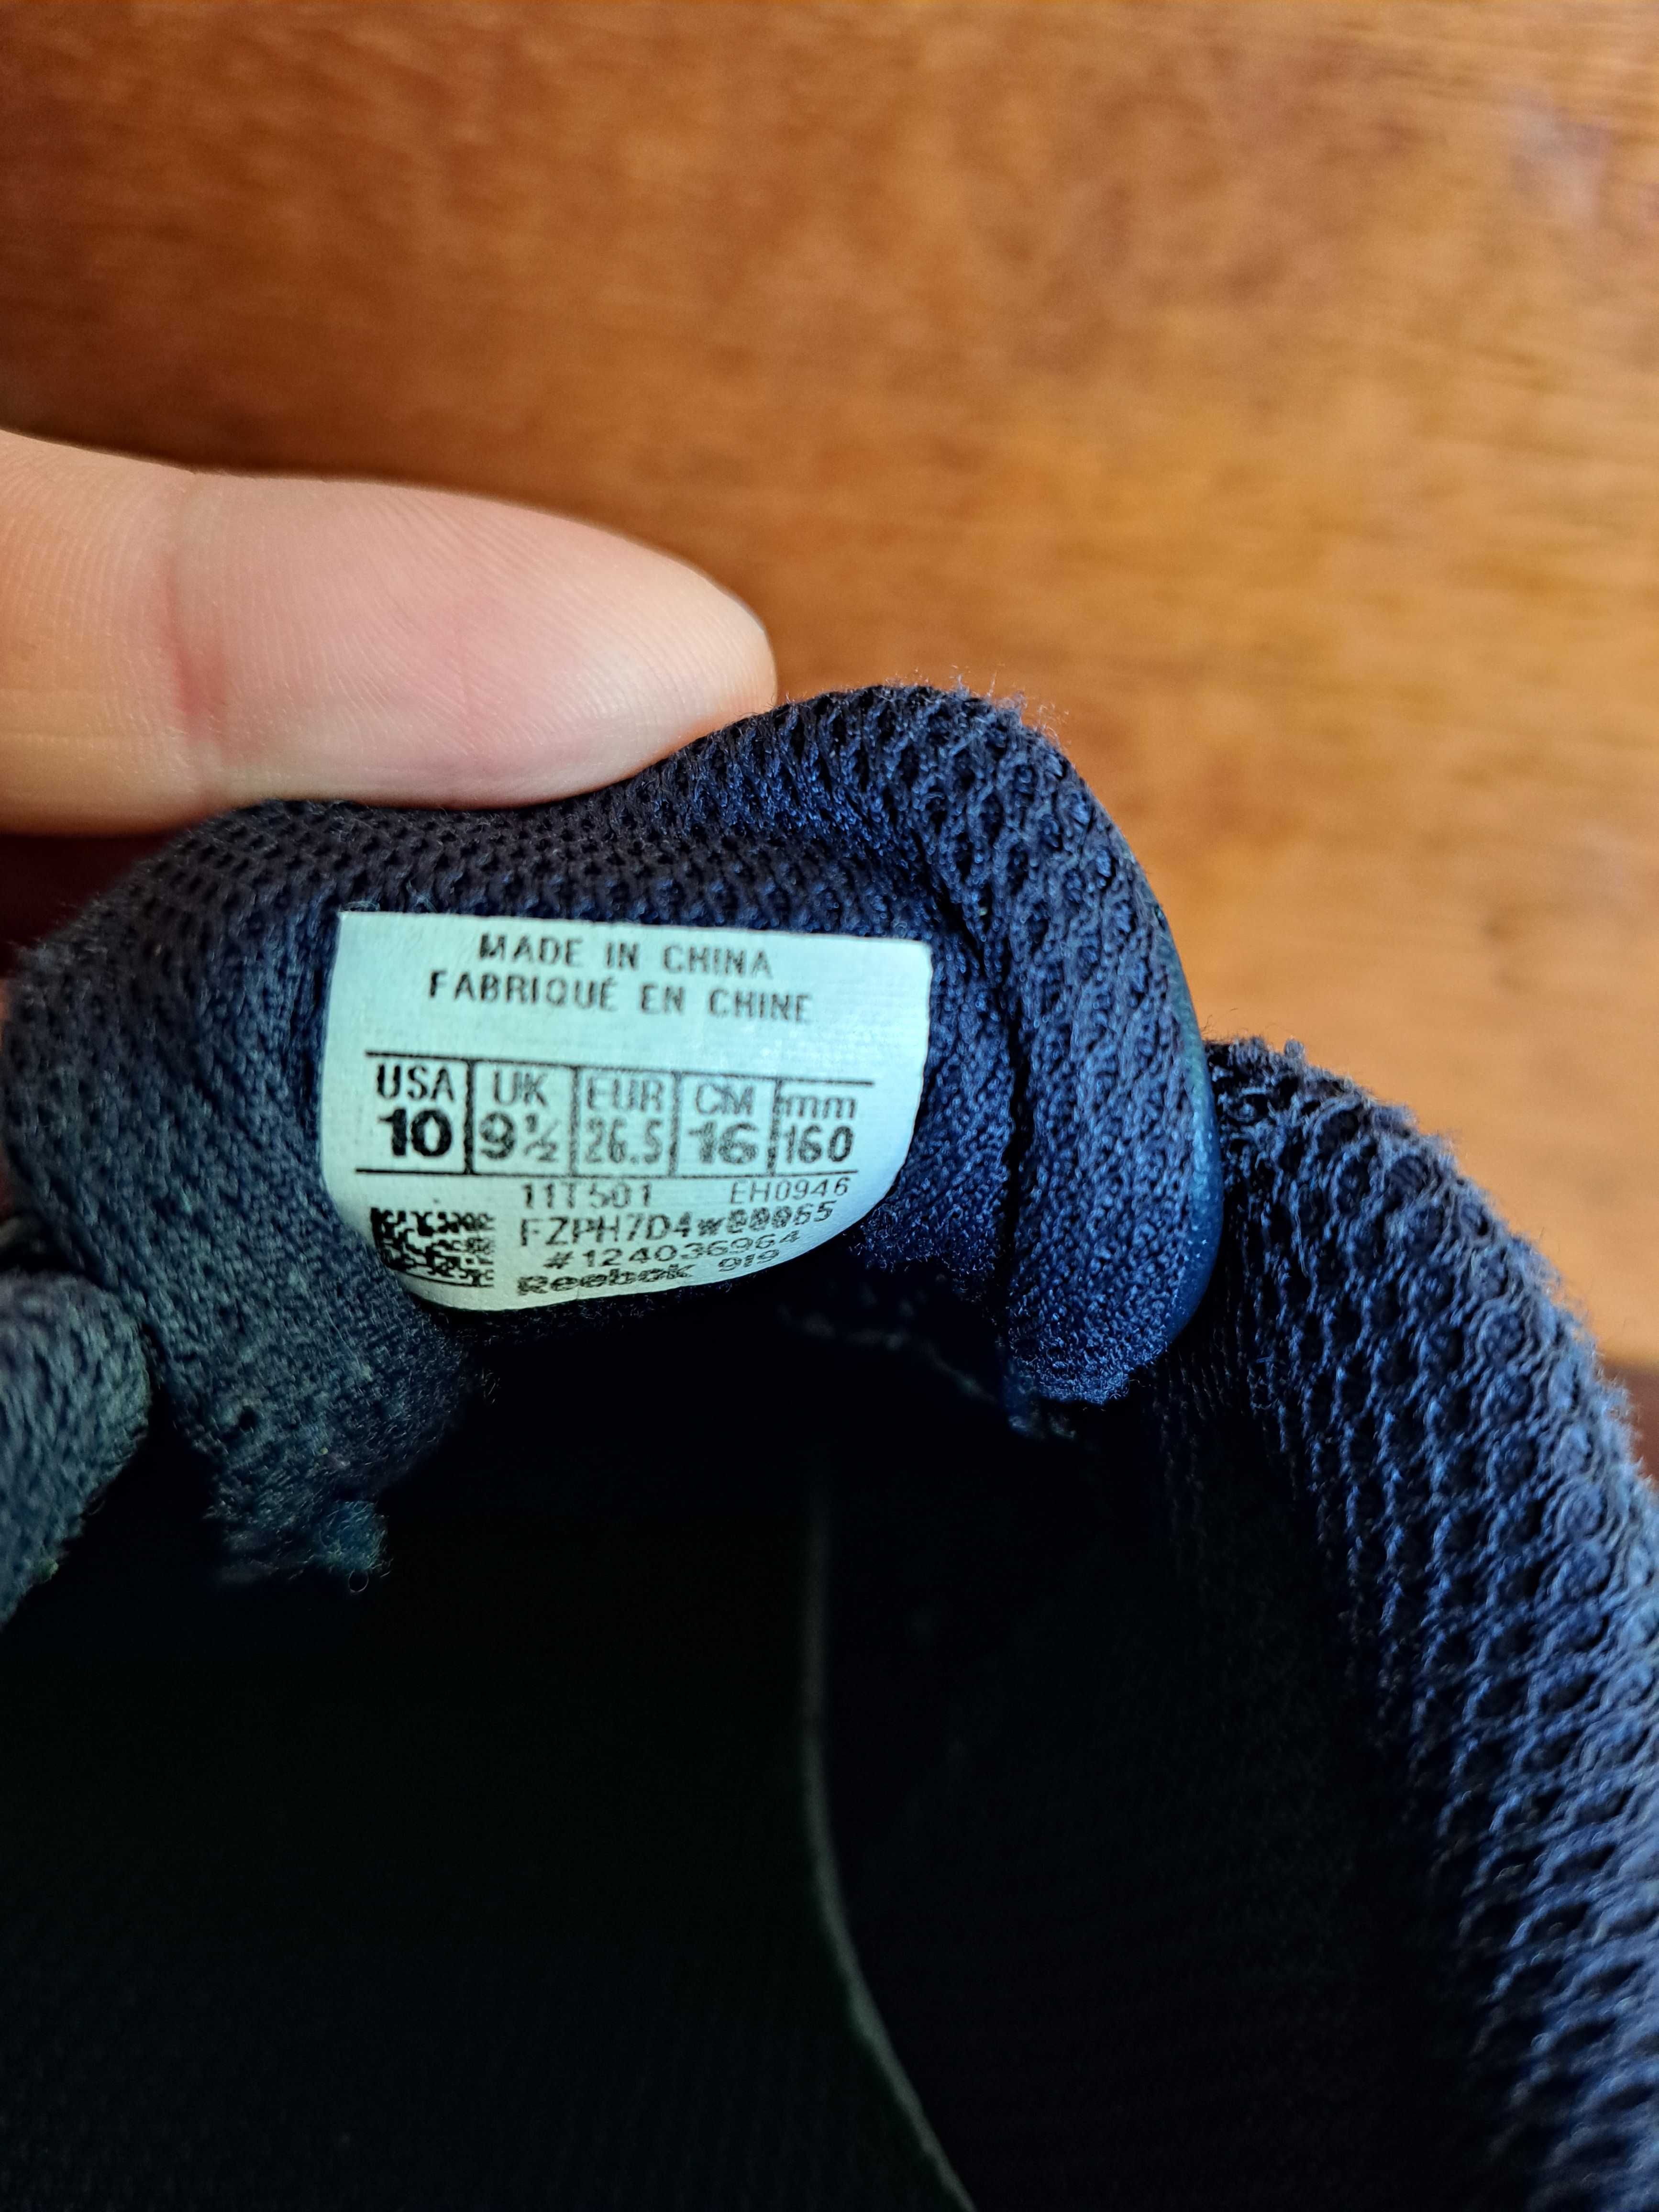 MADE IN CHINA
FABRIQUÉ EN CHINE
USA UK EUR CM mm
10 9½ 26.5 16 160
11T501 EH0946
FZPH7D4W00065
#124036964
Reebok 919